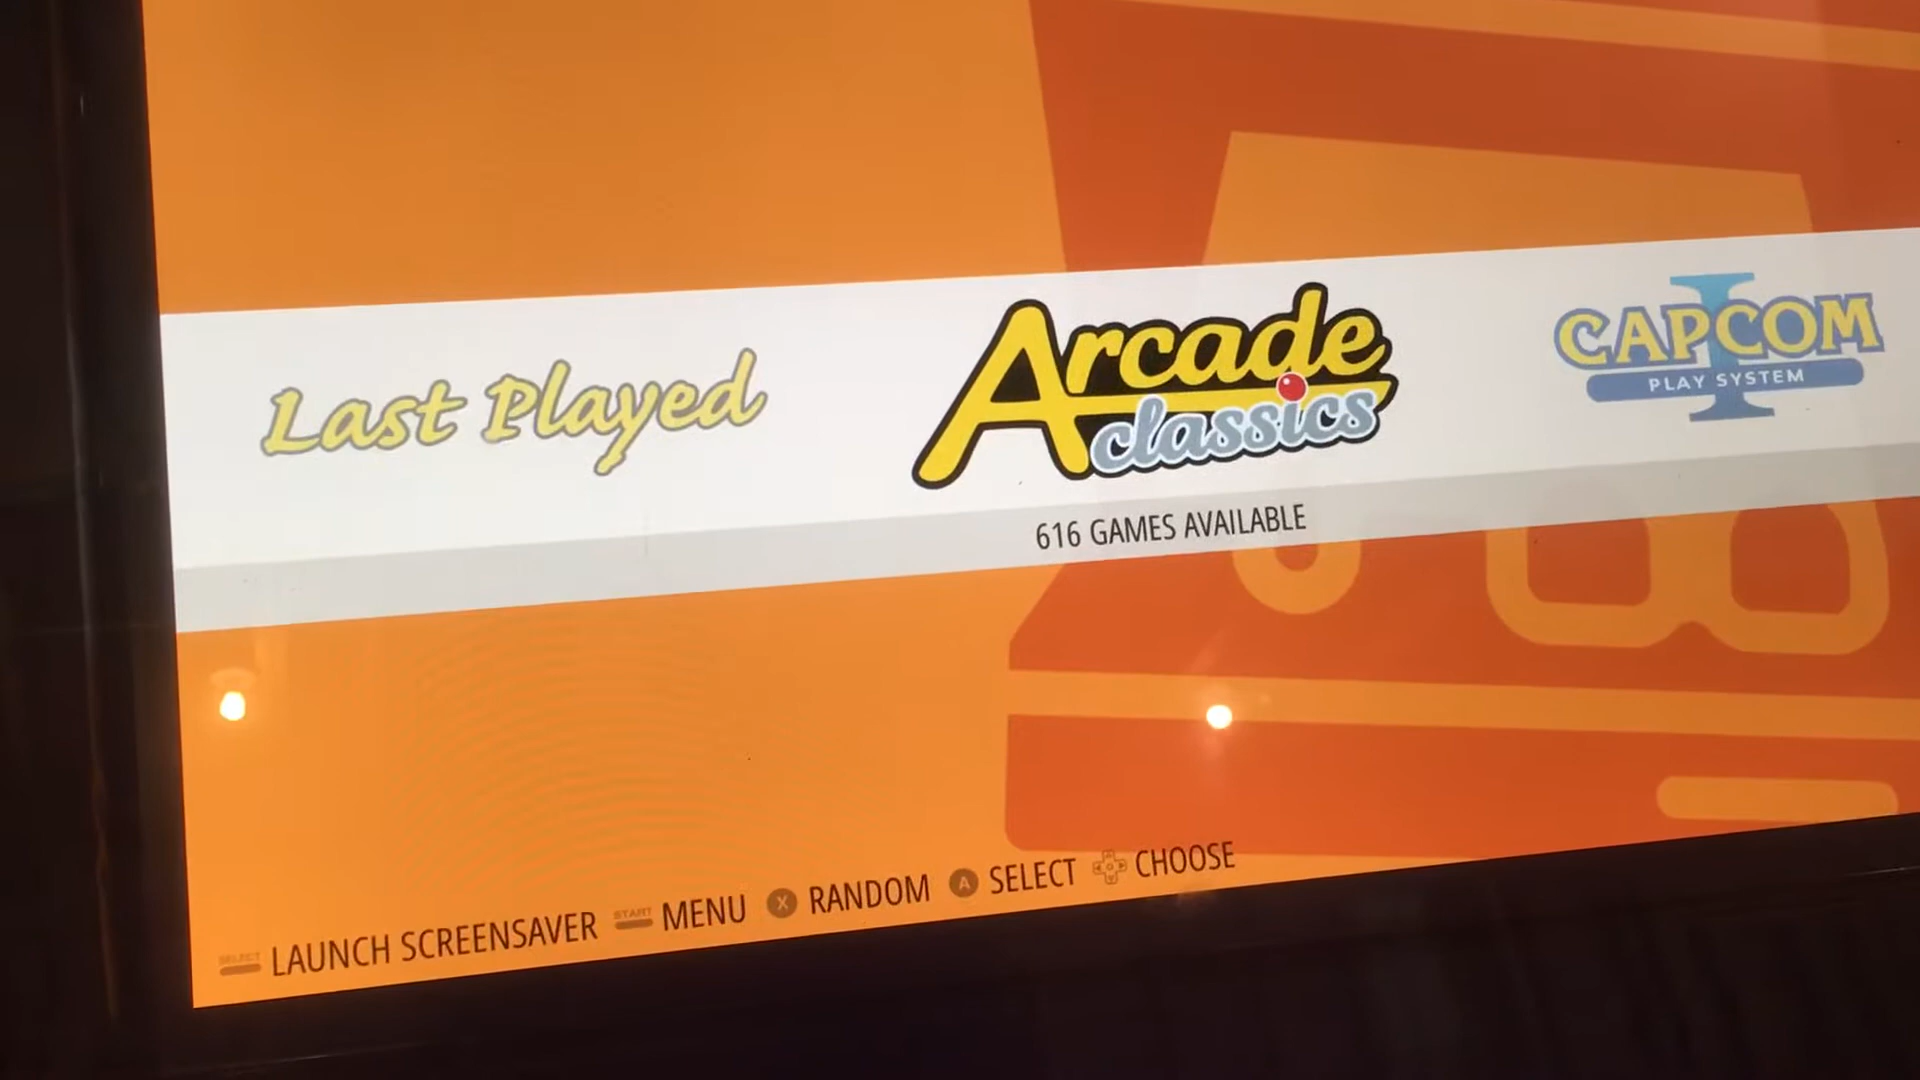 Last Played
Arcade
classics
CAPCOM
I
PLAY SYSTEM
616 GAMES AVAILABLE
SELECT LAUNCH SCREENSAVER START MENU X RANDOM A SELECT CHOOSE